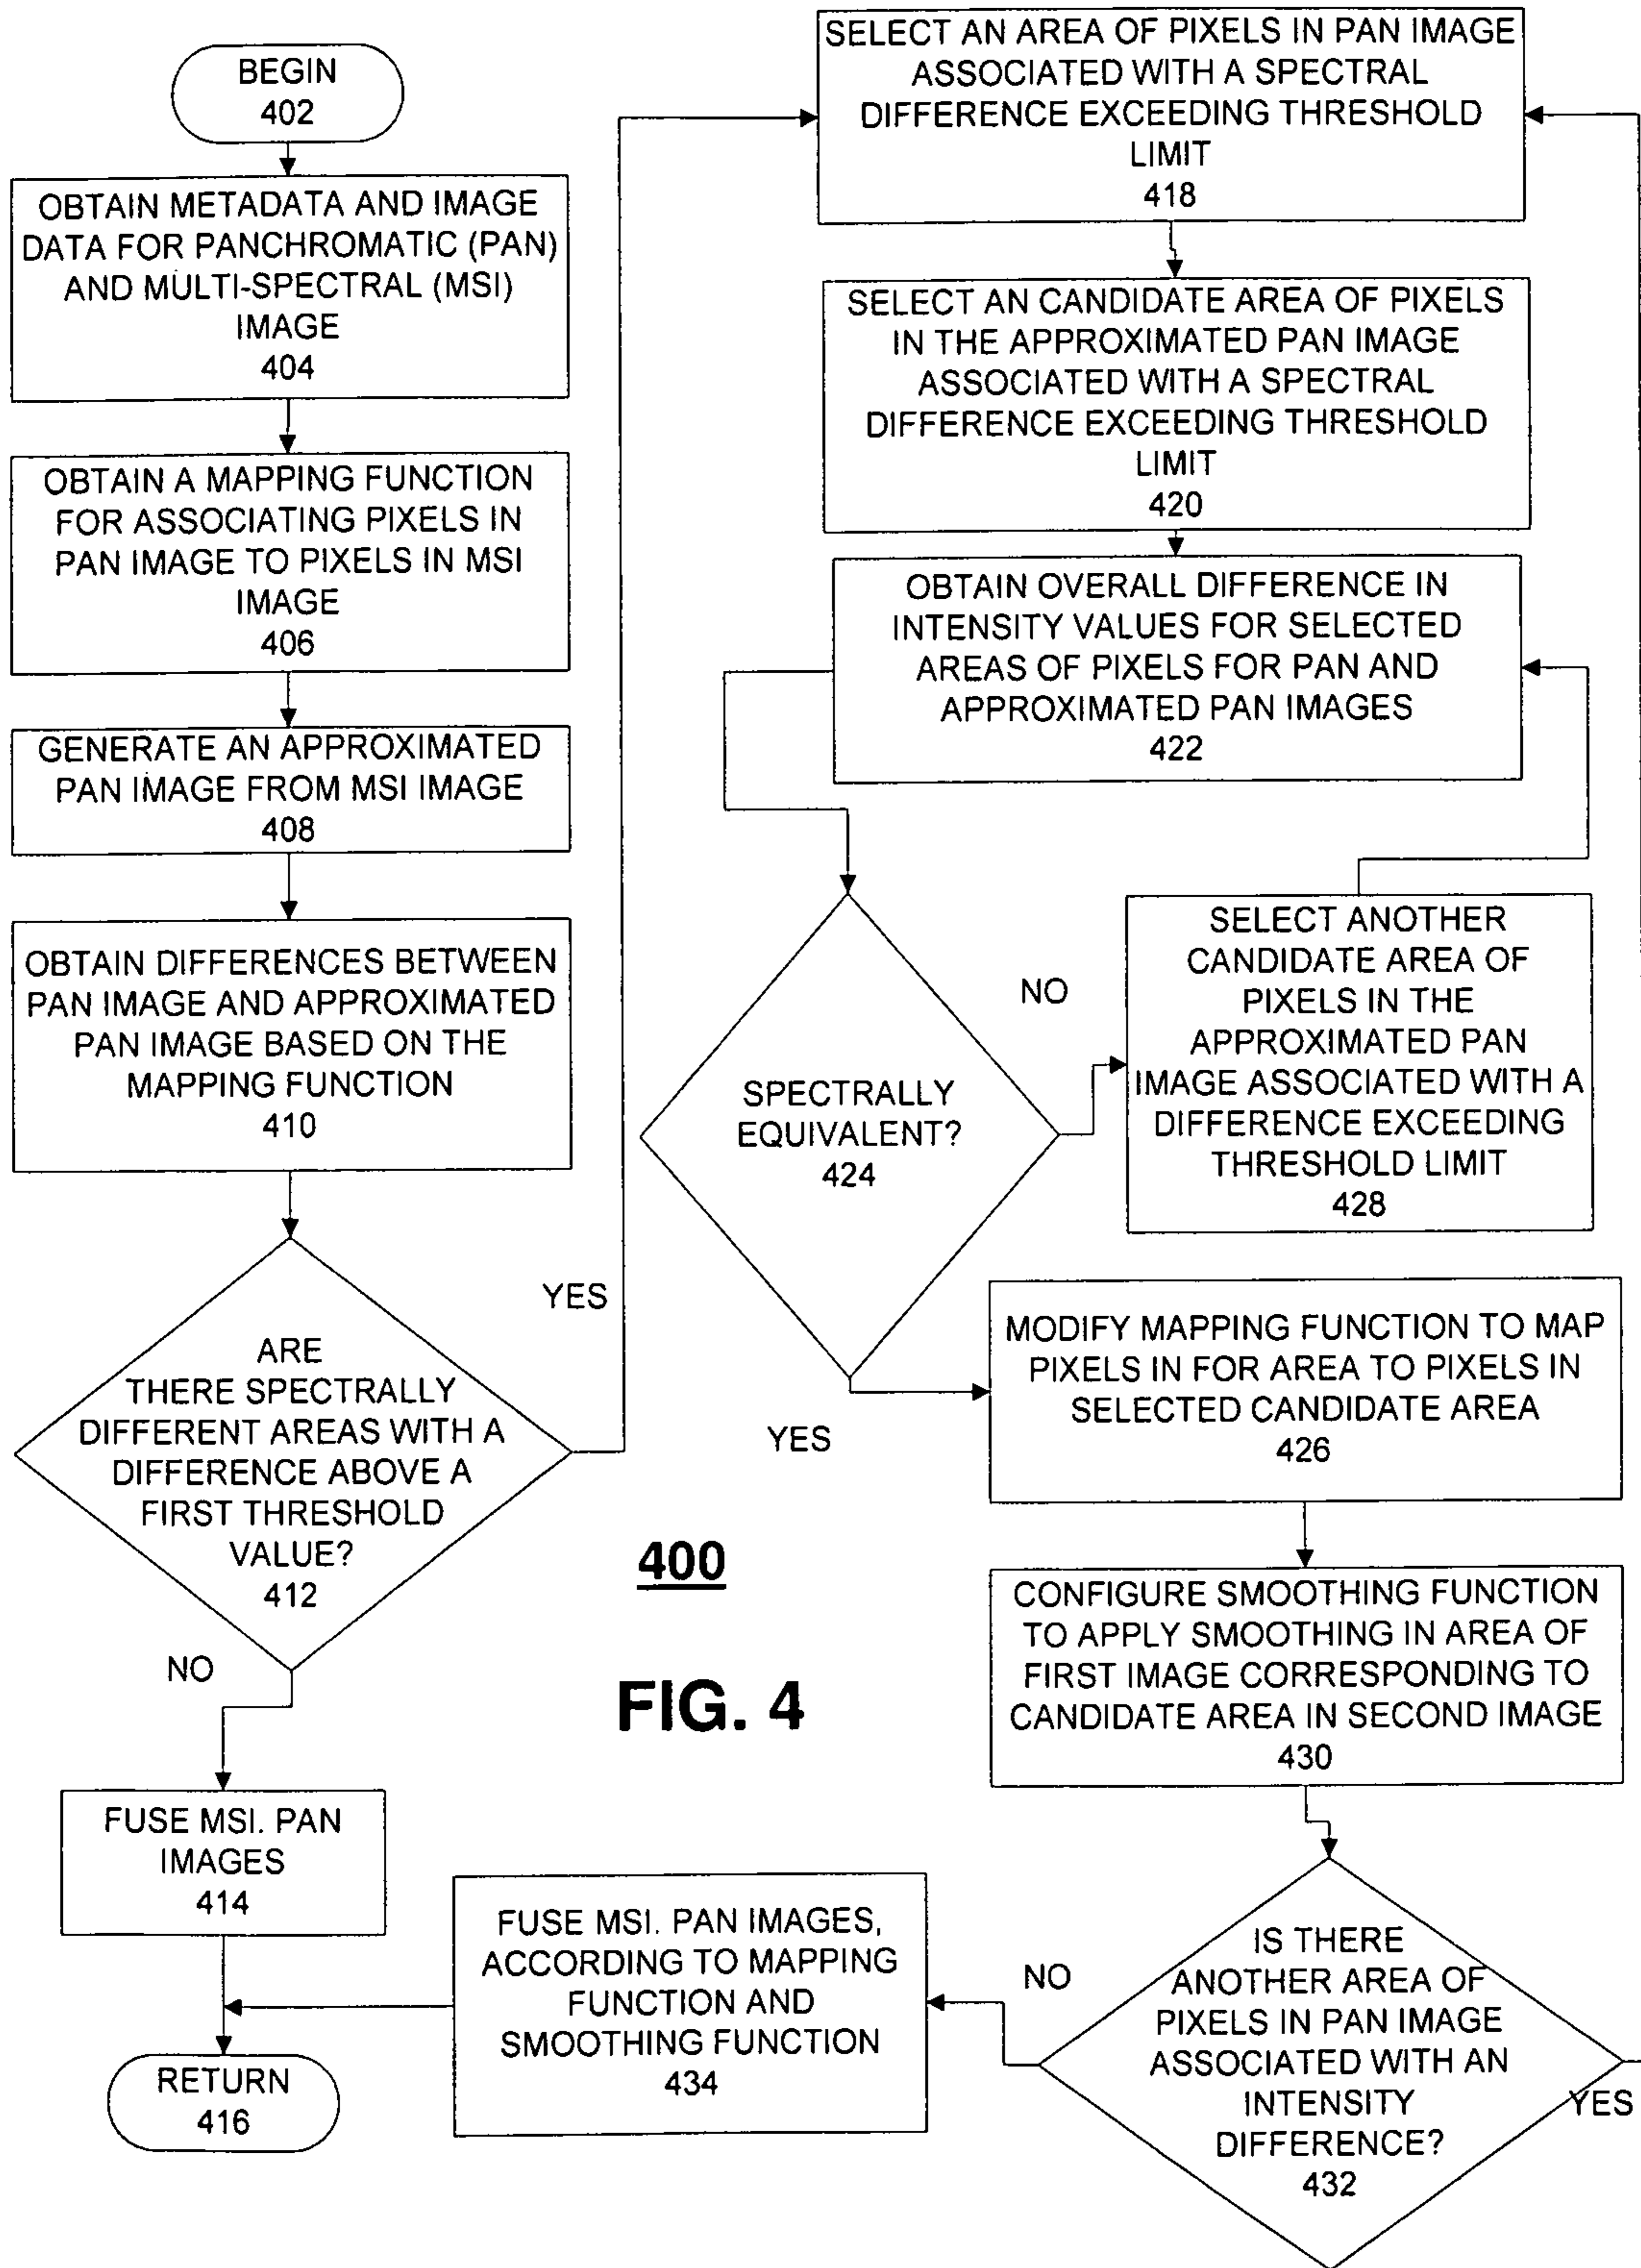 BEGIN
402
OBTAIN METADATA AND IMAGE
DATA FOR PANCHROMATIC (PAN)
AND MULTI-SPECTRAL (MSI)
IMAGE
404
OBTAIN A MAPPING FUNCTION
FOR ASSOCIATING PIXELS IN
PAN IMAGE TO PIXELS IN MSI
IMAGE
406
GENERATE AN APPROXIMATED
PAN IMAGE FROM MSI IMAGE
408
OBTAIN DIFFERENCES BETWEEN
PAN IMAGE AND APPROXIMATED
PAN IMAGE BASED ON THE
MAPPING FUNCTION
410
ARE
THERE SPECTRALLY
DIFFERENT AREAS WITH A
DIFFERENCE ABOVE A
FIRST THRESHOLD
VALUE?
412
YES
NO
FUSE MSI. PAN
IMAGES
414
RETURN
416
SELECT AN AREA OF PIXELS IN PAN IMAGE
ASSOCIATED WITH A SPECTRAL
DIFFERENCE EXCEEDING THRESHOLD
LIMIT
418
SELECT AN CANDIDATE AREA OF PIXELS
IN THE APPROXIMATED PAN IMAGE
ASSOCIATED WITH A SPECTRAL
DIFFERENCE EXCEEDING THRESHOLD
LIMIT
420
OBTAIN OVERALL DIFFERENCE IN
INTENSITY VALUES FOR SELECTED
AREAS OF PIXELS FOR PAN AND
APPROXIMATED PAN IMAGES
422
SPECTRALLY
EQUIVALENT?
424
NO
SELECT ANOTHER
CANDIDATE AREA OF
PIXELS IN THE
APPROXIMATED PAN
IMAGE ASSOCIATED WITH A
DIFFERENCE EXCEEDING
THRESHOLD LIMIT
428
YES
MODIFY MAPPING FUNCTION TO MAP
PIXELS IN FOR AREA TO PIXELS IN
SELECTED CANDIDATE AREA
426
CONFIGURE SMOOTHING FUNCTION
TO APPLY SMOOTHING IN AREA OF
FIRST IMAGE CORRESPONDING TO
CANDIDATE AREA IN SECOND IMAGE
430
IS THERE
ANOTHER AREA OF
PIXELS IN PAN IMAGE
ASSOCIATED WITH AN
INTENSITY
DIFFERENCE?
432
YES
NO
FUSE MSI. PAN IMAGES,
ACCORDING TO MAPPING
FUNCTION AND
SMOOTHING FUNCTION
434
400
FIG. 4